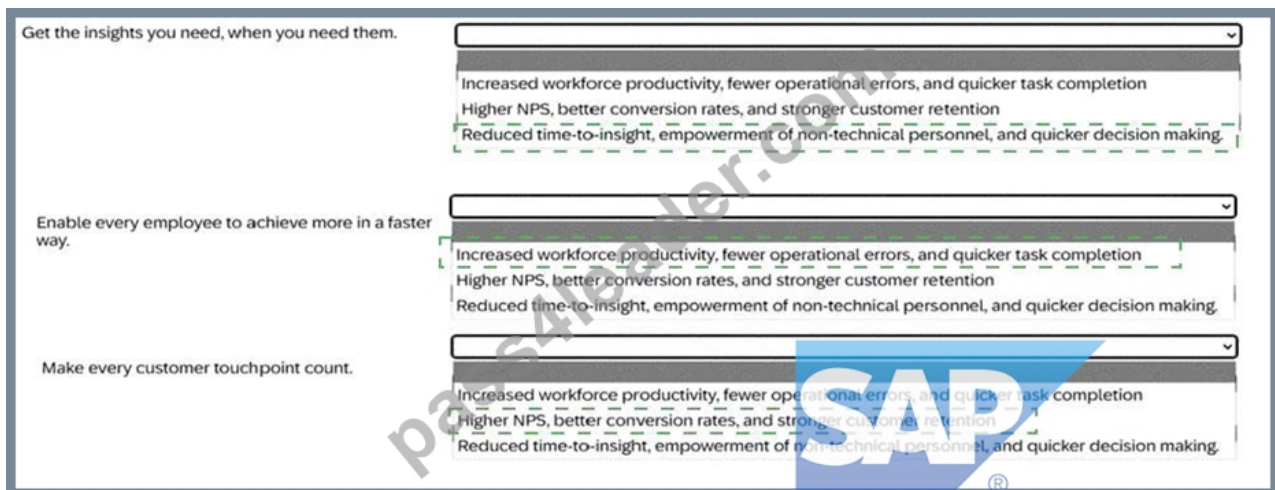 Get the insights you need, when you need them.
Increased workforce productivity, fewer operational errors, and quicker task completion
Higher NPS, better conversion rates, and stronger customer retention
Reduced time-to-insight, empowerment of non-technical personnel, and quicker decision making.
Enable every employee to achieve more in a faster
way.
Increased workforce productivity, fewer operational errors, and quicker task completion
Higher NPS, better conversion rates, and stronger customer retention
Reduced time-to-insight, empowerment of non-technical personnel, and quicker decision making.
Make every customer touchpoint count.
Increased workforce productivity, fewer operational errors, and quicker task completion
Higher NPS, better conversion rates, and stronger customer retention
Reduced time-to-insight, empowerment of non-technical personnel, and quicker decision making.
pass4leader.com
SAP
®